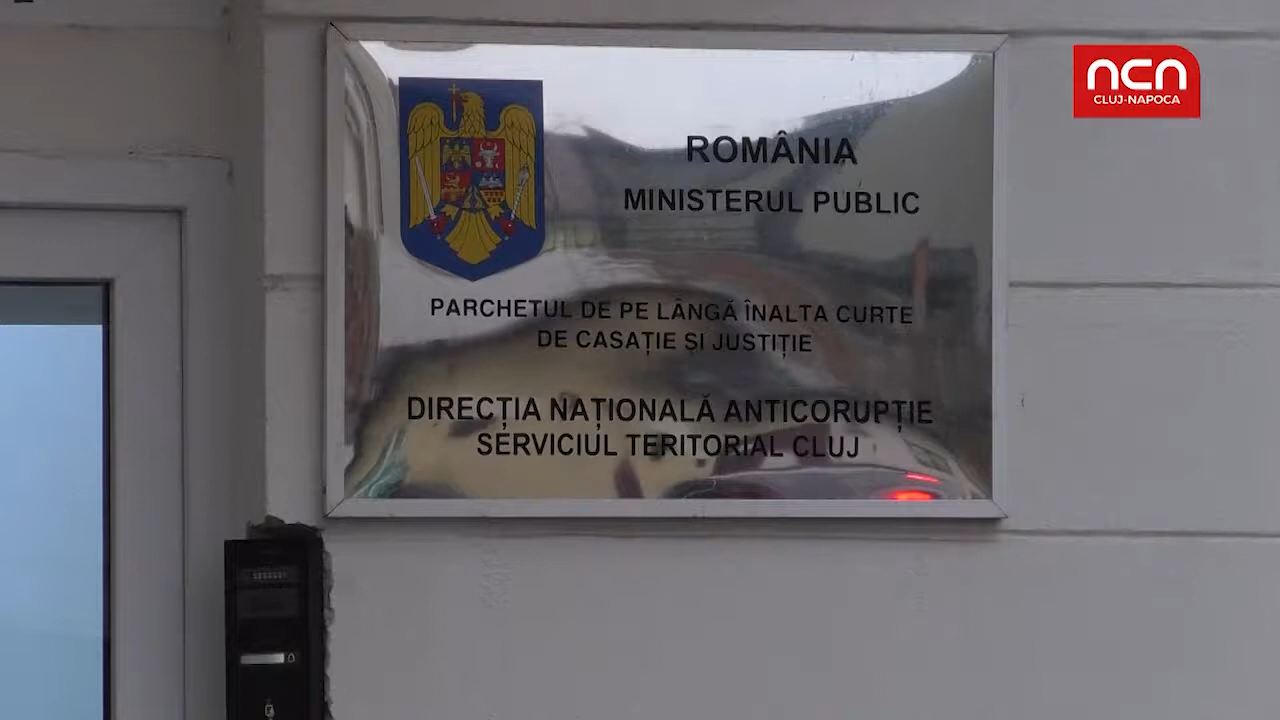 ROMÂNIA
MINISTERUL PUBLIC
PARCHETUL DE PE LÂNGĂ ÎNALTA CURTE
DE CASAȚIE ȘI JUSTIȚIE
DIRECȚIA NAȚIONALĂ ANTICORUPȚIE
SERVICIUL TERITORIAL CLUJ
ncn
CLUJ-NAPOCA